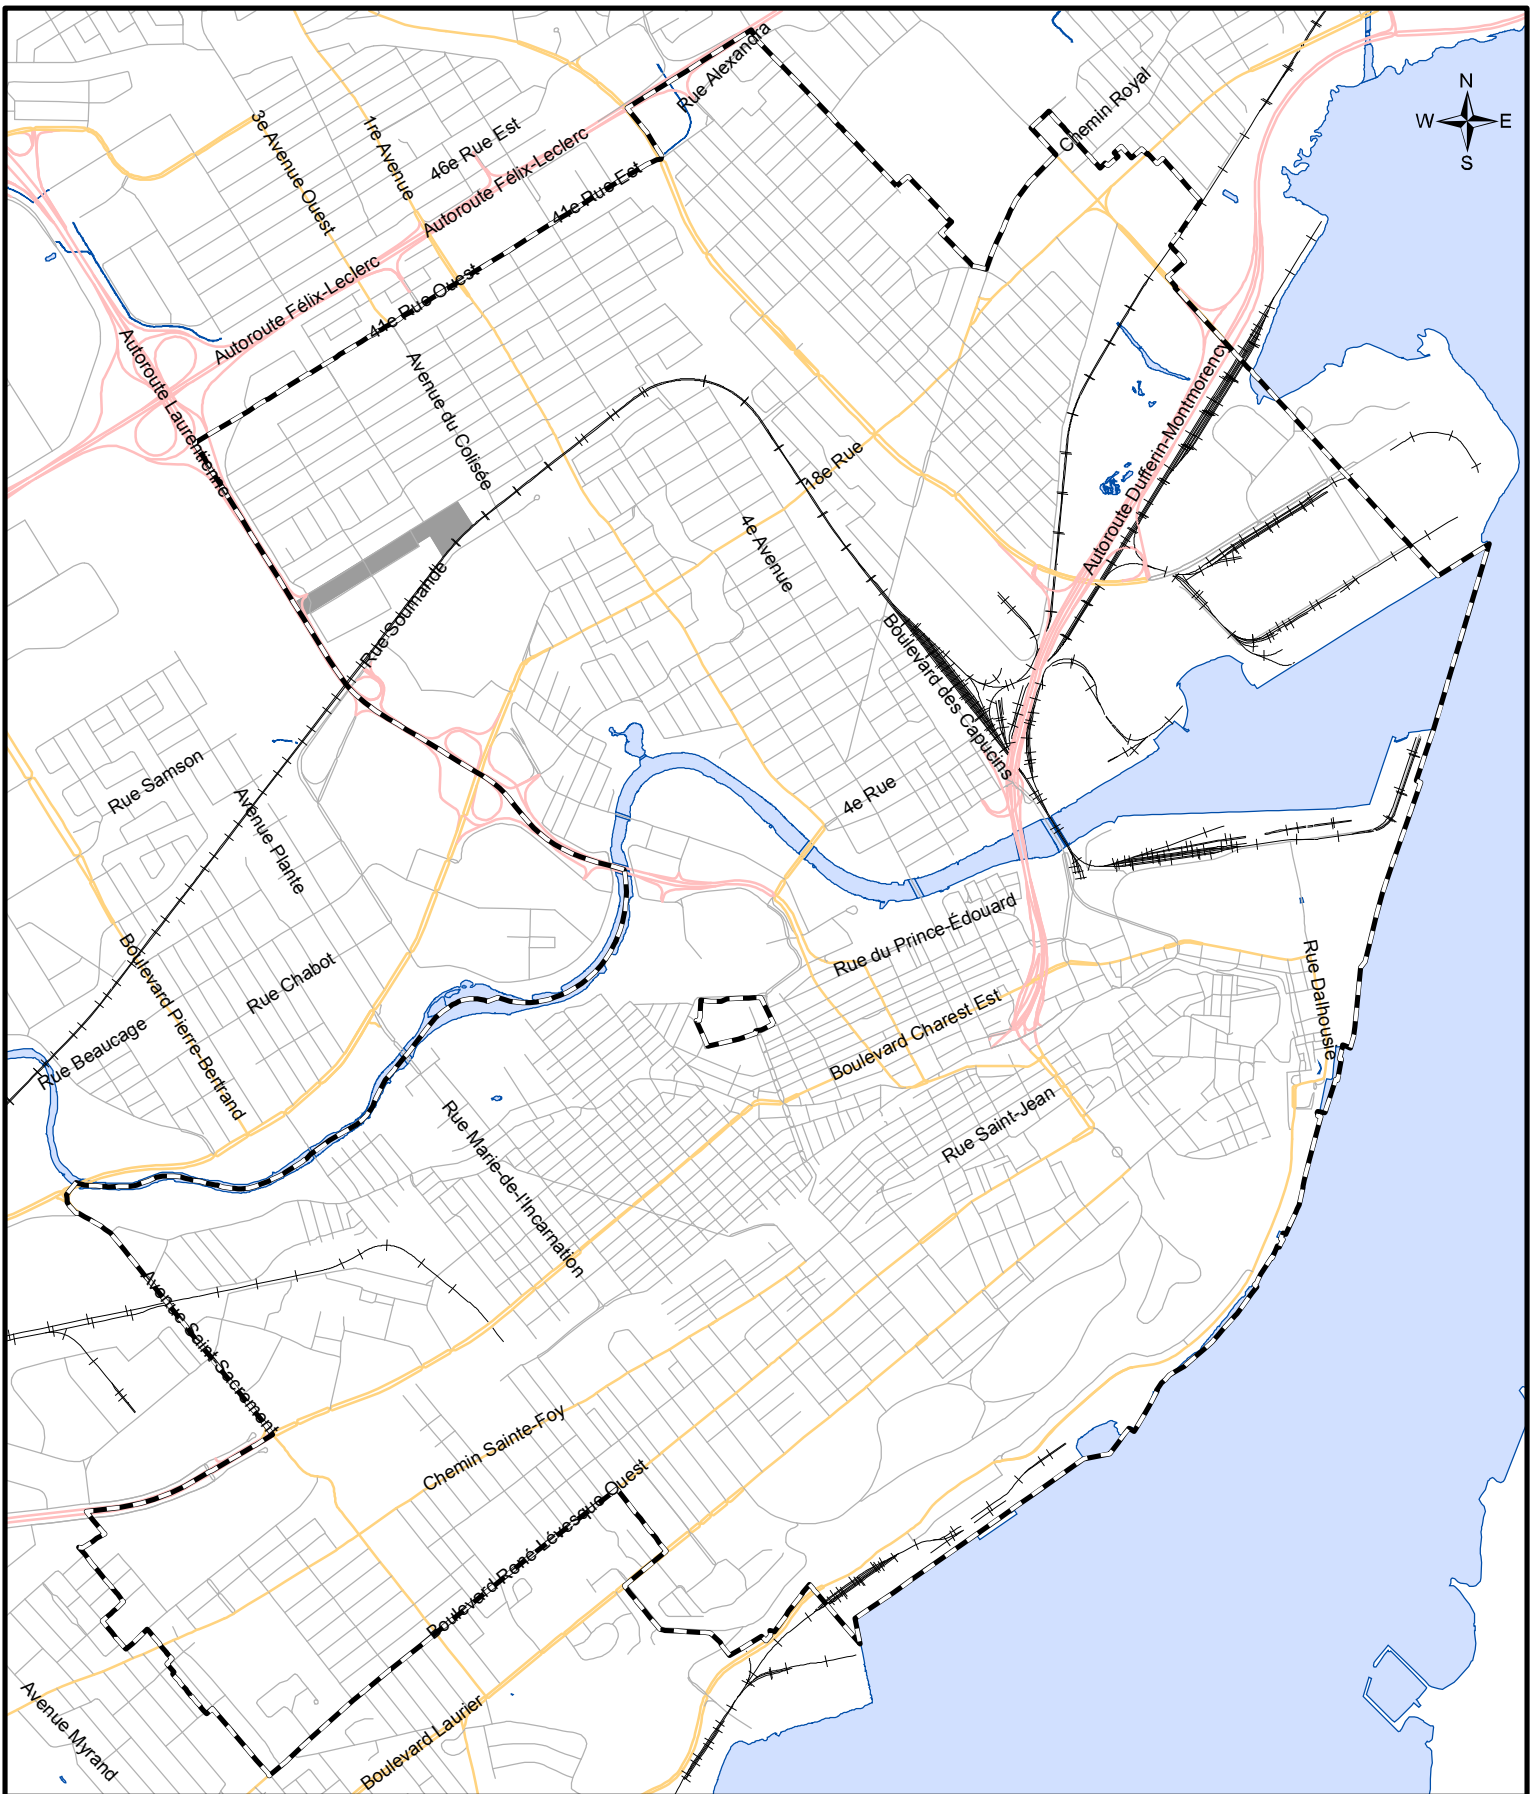 Rue Alexandra
N
W
E
S
Chemin Royal
3e Avenue Ouest
1re Avenue
46e Rue Est
Autoroute Félix-Leclerc
41e Rue Est
Autoroute Félix-Leclerc
41e Rue Ouest
Autoroute Laurentienne
Avenue du Colisée
Autoroute Dufferin-Montmorency
18e Rue
4e Avenue
Rue Soumande
Boulevard des Capucins
Rue Samson
Avenue Plante
4e Rue
Rue du Prince-Édouard
Boulevard Pierre-Bertrand
Rue Chabot
Rue Dalhousie
Boulevard Charest Est
Rue Beaucage
Rue Marie-de-l'Incarnation
Rue Saint-Jean
Avenue Saint-Sacrement
Chemin Sainte-Foy
Boulevard René-Lévesque Ouest
Avenue Myrand
Boulevard Laurier